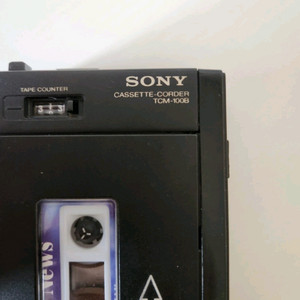 SONY
TAPE COUNTER
CASSETTE-CORDER
TCM-100B
News